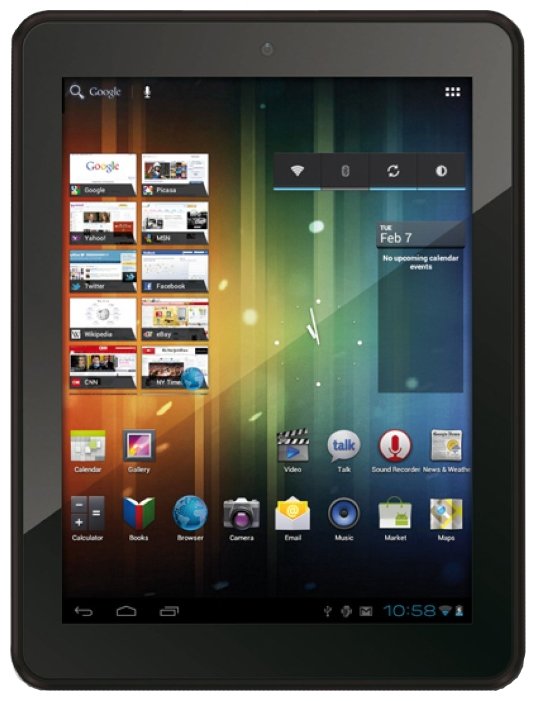 Google
Google
Picasa
Yahoo!
MSN
Twitter
Facebook
Wikipedia
eBay
CNN
NY Time
TUE
Feb 7
No upcoming calendar
events
Calendar
Gallery
Video
talk
Talk
Sound Recorder
News & Weathe
Calculator
Books
Browser
Camera
Email
Music
Market
Maps
10:58